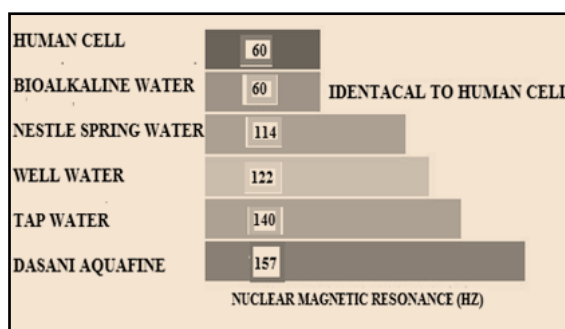 HUMAN CELL 60
BIOALKALINE WATER 60 IDENTACAL TO HUMAN CELL
NESTLE SPRING WATER 114
WELL WATER 122
TAP WATER 140
DASANI AQUAFINE 157
NUCLEAR MAGNETIC RESONANCE (HZ)